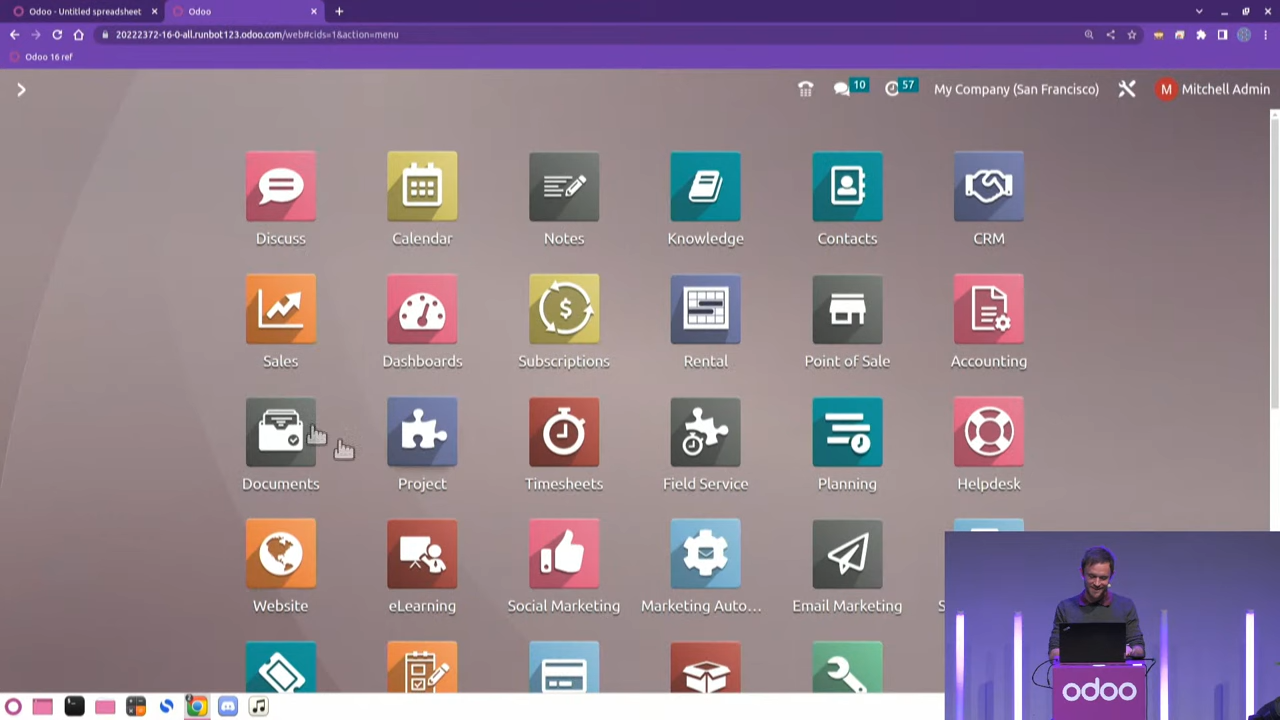 Odoo - Untitled spreadsheet
Odoo
20222372-16-0-all.runbot123.odoo.com/web#cids=1&action=menu
Odoo 16 ref
10
57
My Company (San Francisco)
M
Mitchell Admin
Discuss
Calendar
Notes
Knowledge
Contacts
CRM
Sales
Dashboards
Subscriptions
Rental
Point of Sale
Accounting
Documents
Project
Timesheets
Field Service
Planning
Helpdesk
Website
eLearning
Social Marketing
Marketing Auto...
Email Marketing
odoo